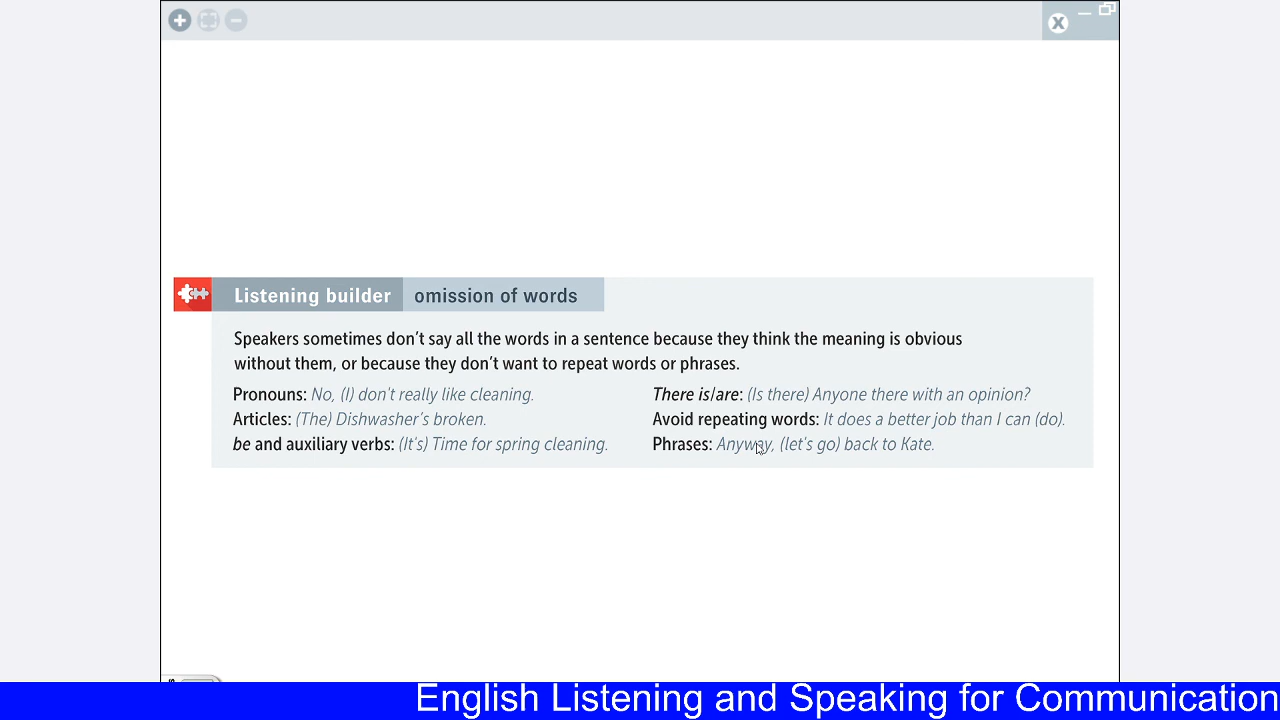 Listening builder omission of words
Speakers sometimes don't say all the words in a sentence because they think the meaning is obvious
without them, or because they don't want to repeat words or phrases.
Pronouns: No, (I) don't really like cleaning.
Articles: (The) Dishwasher's broken.
be and auxiliary verbs: (It's) Time for spring cleaning.
There is/are: (Is there) Anyone there with an opinion?
Avoid repeating words: It does a better job than I can (do).
Phrases: Anyway, (let's go) back to Kate.
English Listening and Speaking for Communication